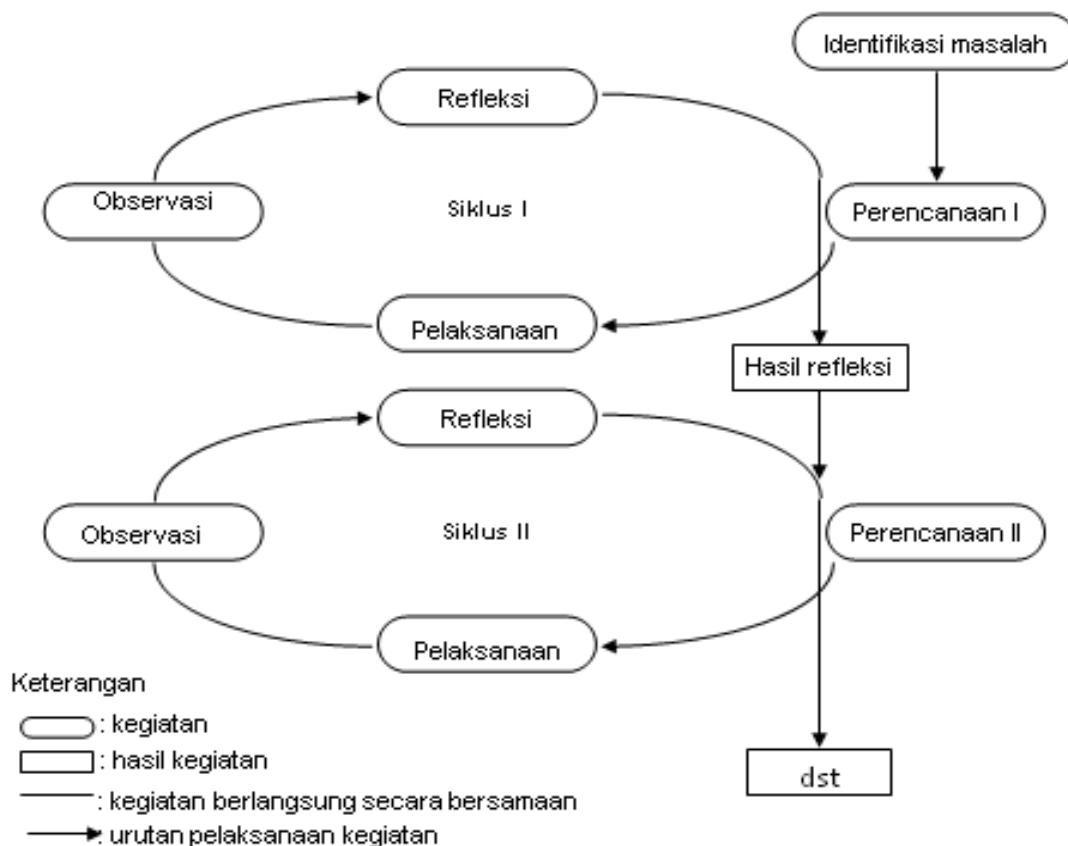 Identifikasi masalah
Refleksi
Observasi
Siklus I
Perencanaan I
Pelaksanaan
Hasil refleksi
Refleksi
Observasi
Siklus II
Perencanaan II
Pelaksanaan
Keterangan
: kegiatan
: hasil kegiatan
: kegiatan berlangsung secara bersamaan
: urutan pelaksanaan kegiatan
dst